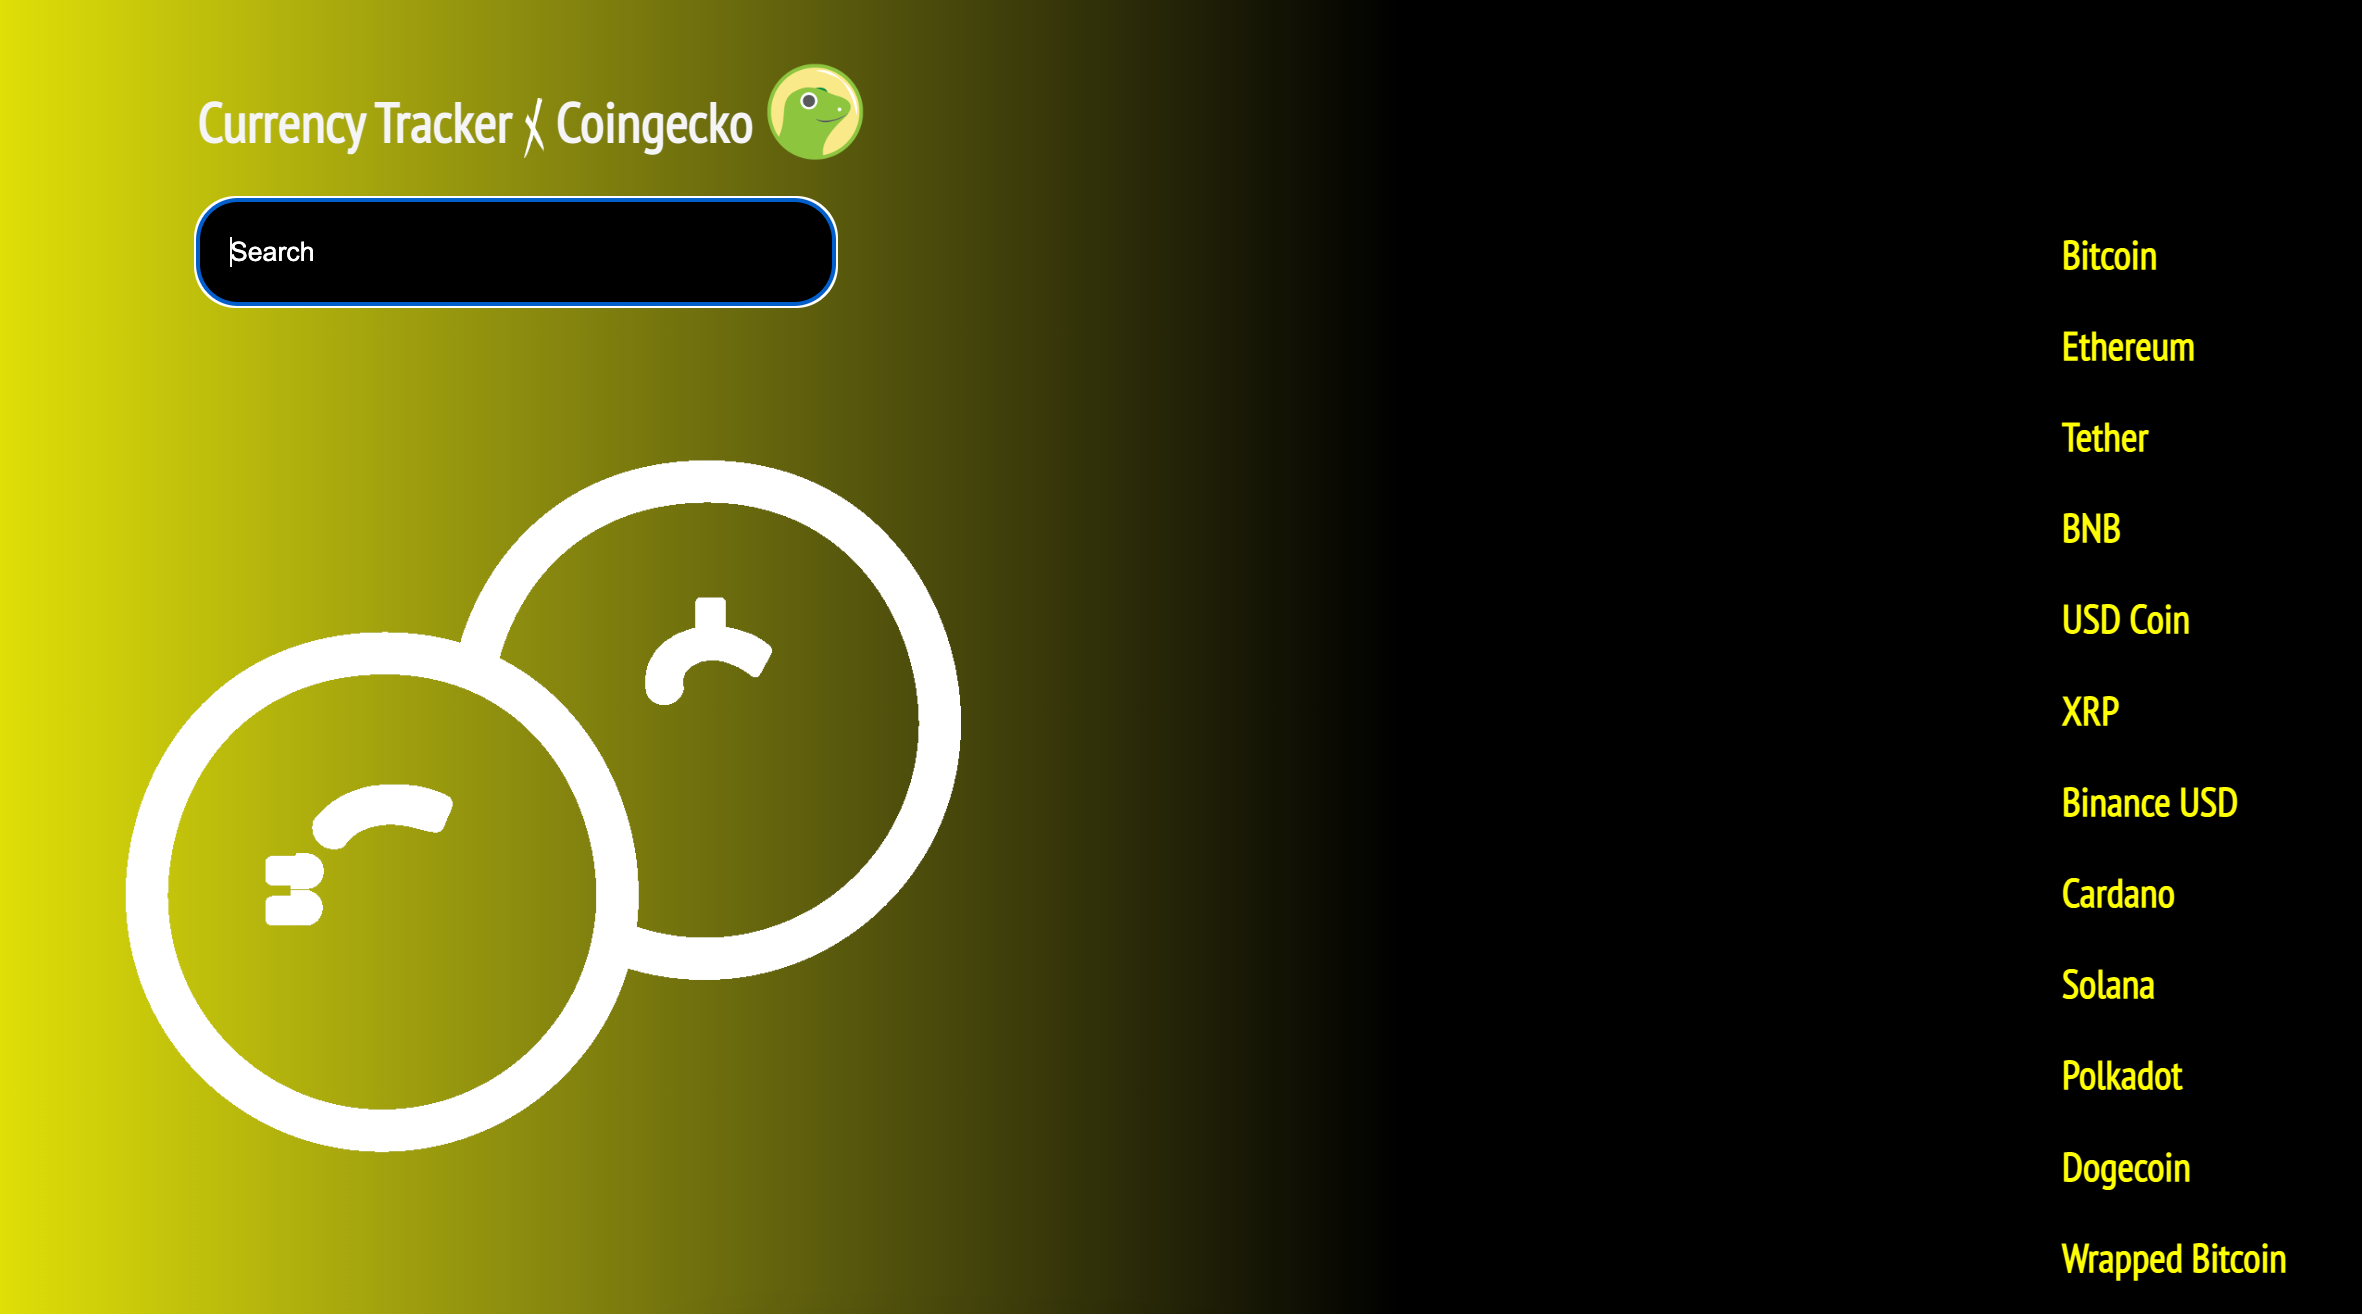 Currency Tracker X Coingecko
Search
Bitcoin
Ethereum
Tether
BNB
USD Coin
XRP
Binance USD
Cardano
Solana
Polkadot
Dogecoin
Wrapped Bitcoin